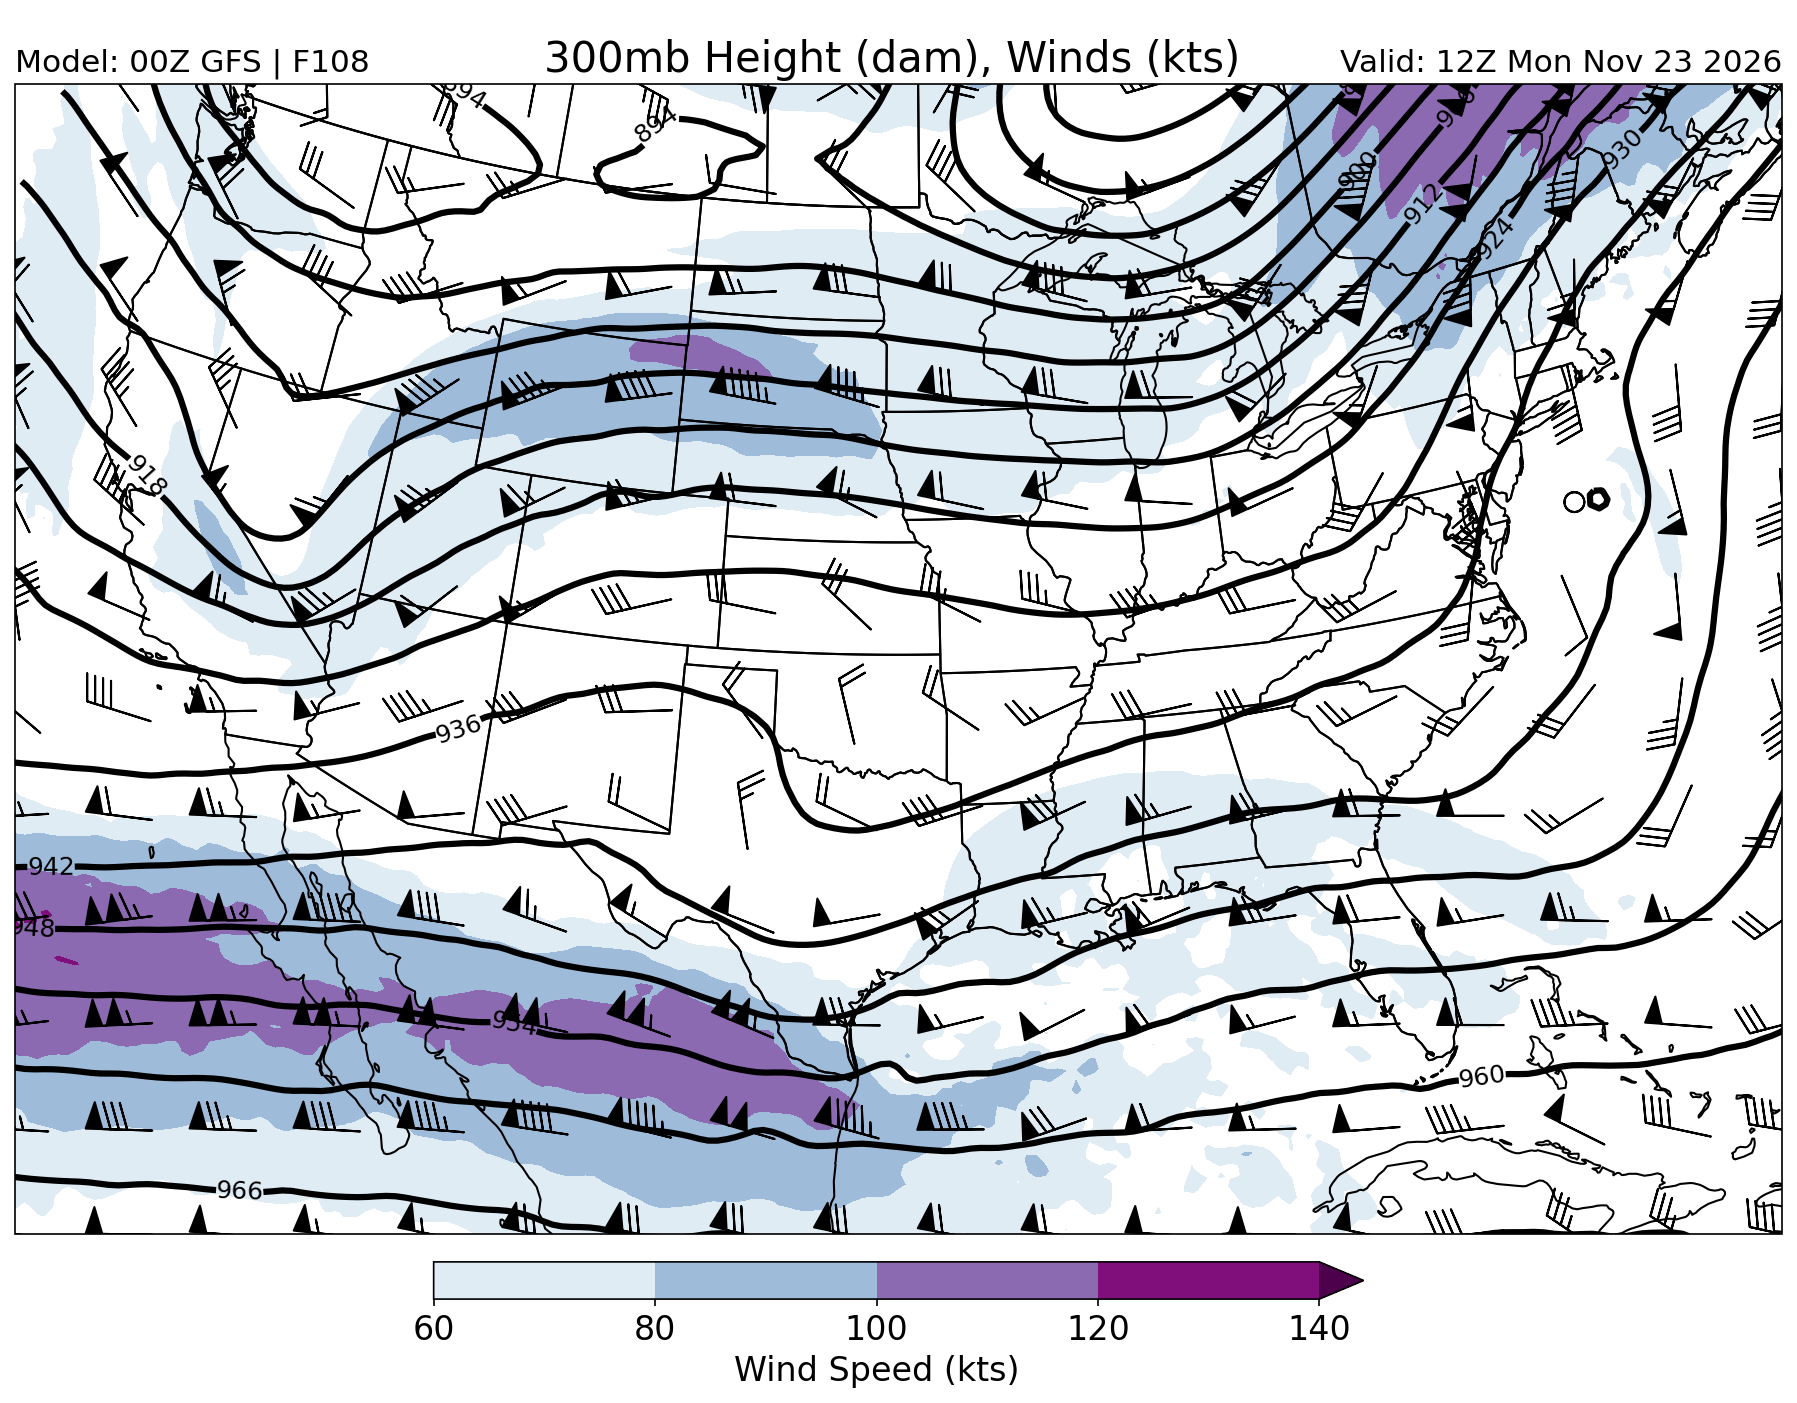 Model: 00Z GFS | F108
300mb Height (dam), Winds (kts)
Valid: 12Z Mon Nov 23 2026
894
894
900
930
912
924
918
936
942
948
954
960
966
60 80 100 120 140
Wind Speed (kts)